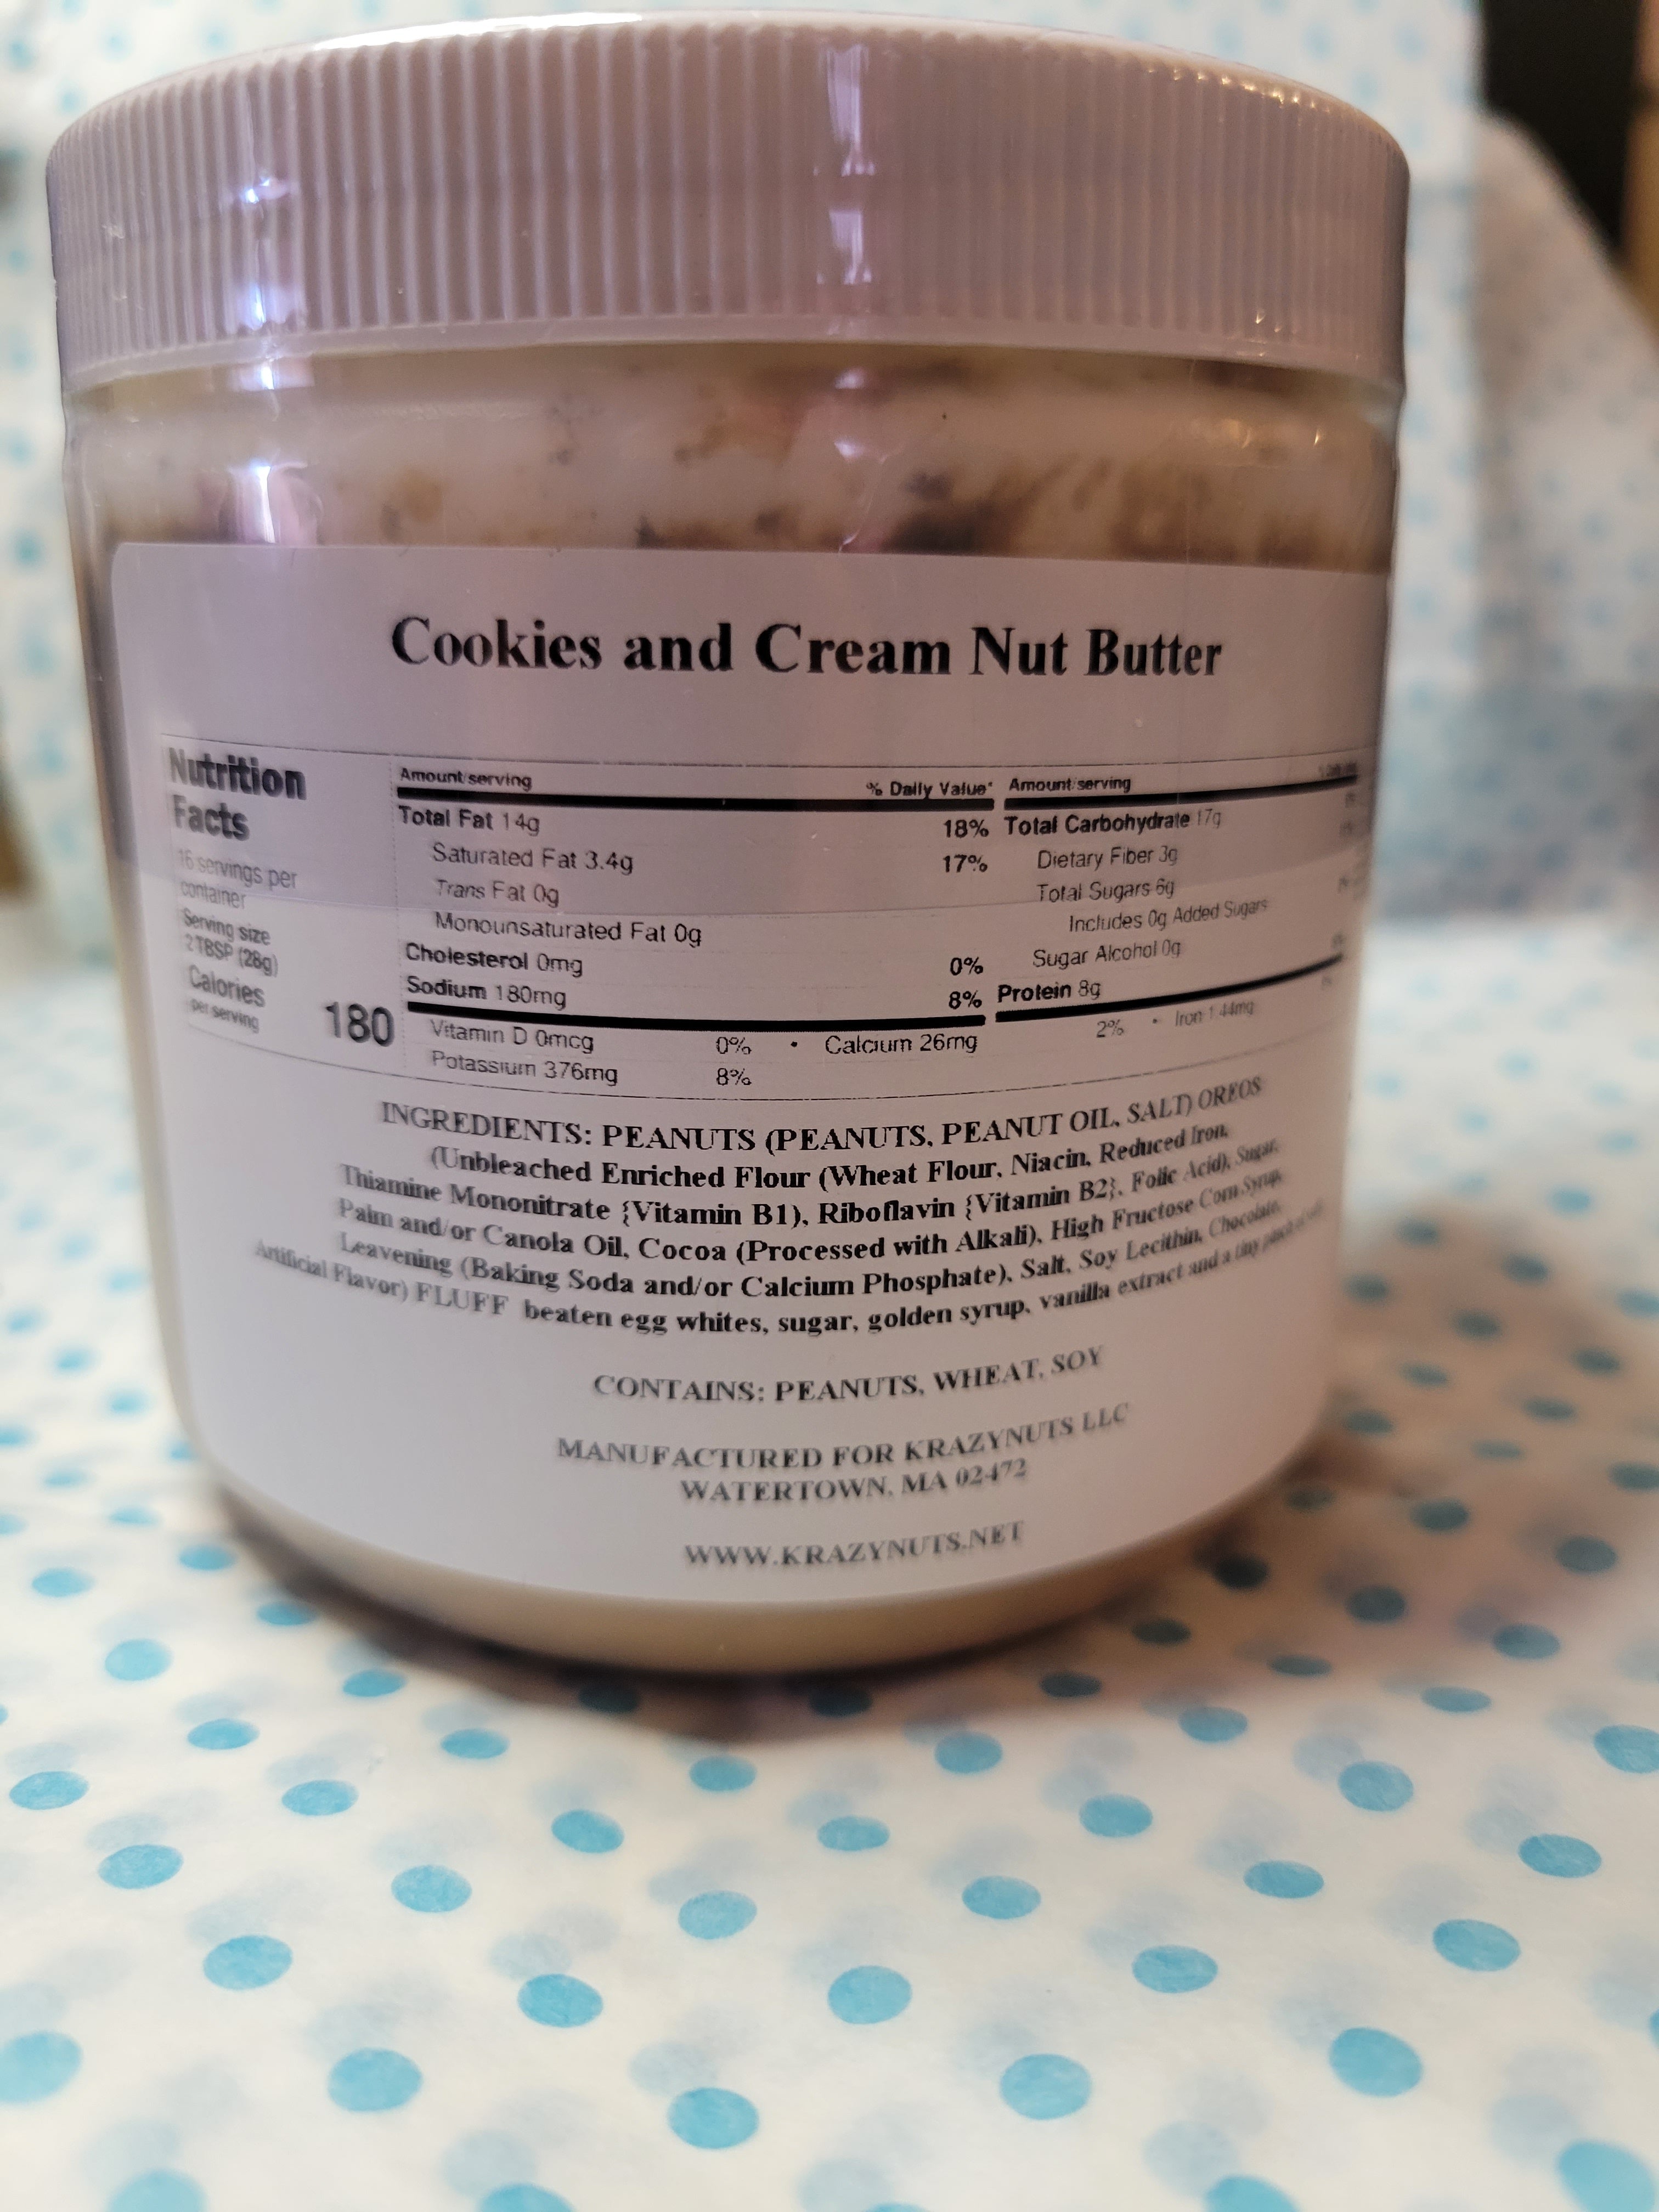 Cookies and Cream Nut Butter
Nutrition
Facts
16 servings per
container
Serving size
2 TBSP (28g)
Calories
per serving
180
Amount/serving % Daily Value*
Total Fat 14g 18%
Saturated Fat 3.4g 17%
Trans Fat 0g
Monounsaturated Fat 0g
Cholesterol 0mg 0%
Sodium 180mg 8%
Amount/serving
Total Carbohydrate 17g
Dietary Fiber 3g
Total Sugars 6g
Includes 0g Added Sugars
Sugar Alcohol 0g
Protein 8g
Vitamin D 0mcg 0% • Calcium 26mg 2% • Iron 1.44mg
Potassium 376mg 8%
INGREDIENTS: PEANUTS (PEANUTS, PEANUT OIL, SALT) OREOS
(Unbleached Enriched Flour (Wheat Flour, Niacin, Reduced Iron,
Thiamine Mononitrate {Vitamin B1), Riboflavin {Vitamin B2}, Folic Acid), Sugar,
Palm and/or Canola Oil, Cocoa (Processed with Alkali), High Fructose Corn Syrup,
Leavening (Baking Soda and/or Calcium Phosphate), Salt, Soy Lecithin, Chocolate,
Artificial Flavor) FLUFF beaten egg whites, sugar, golden syrup, vanilla extract and a tiny pinch of
CONTAINS: PEANUTS, WHEAT, SOY
MANUFACTURED FOR KRAZYNUTS LLC
WATERTOWN, MA 02472
WWW.KRAZYNUTS.NET